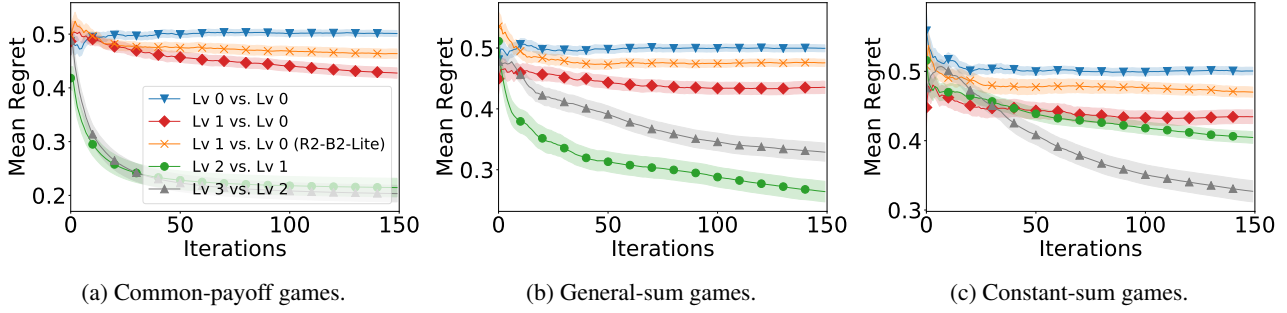 Mean Regret
0.5
0.4
0.3
0.2
0 50 100 150
Iterations
Lv 0 vs. Lv 0
Lv 1 vs. Lv 0
Lv 1 vs. Lv 0 (R2-B2-Lite)
Lv 2 vs. Lv 1
Lv 3 vs. Lv 2
(a) Common-payoff games.
Mean Regret
0.5
0.4
0.3
0 50 100 150
Iterations
(b) General-sum games.
Mean Regret
0.5
0.4
0.3
0 50 100 150
Iterations
(c) Constant-sum games.